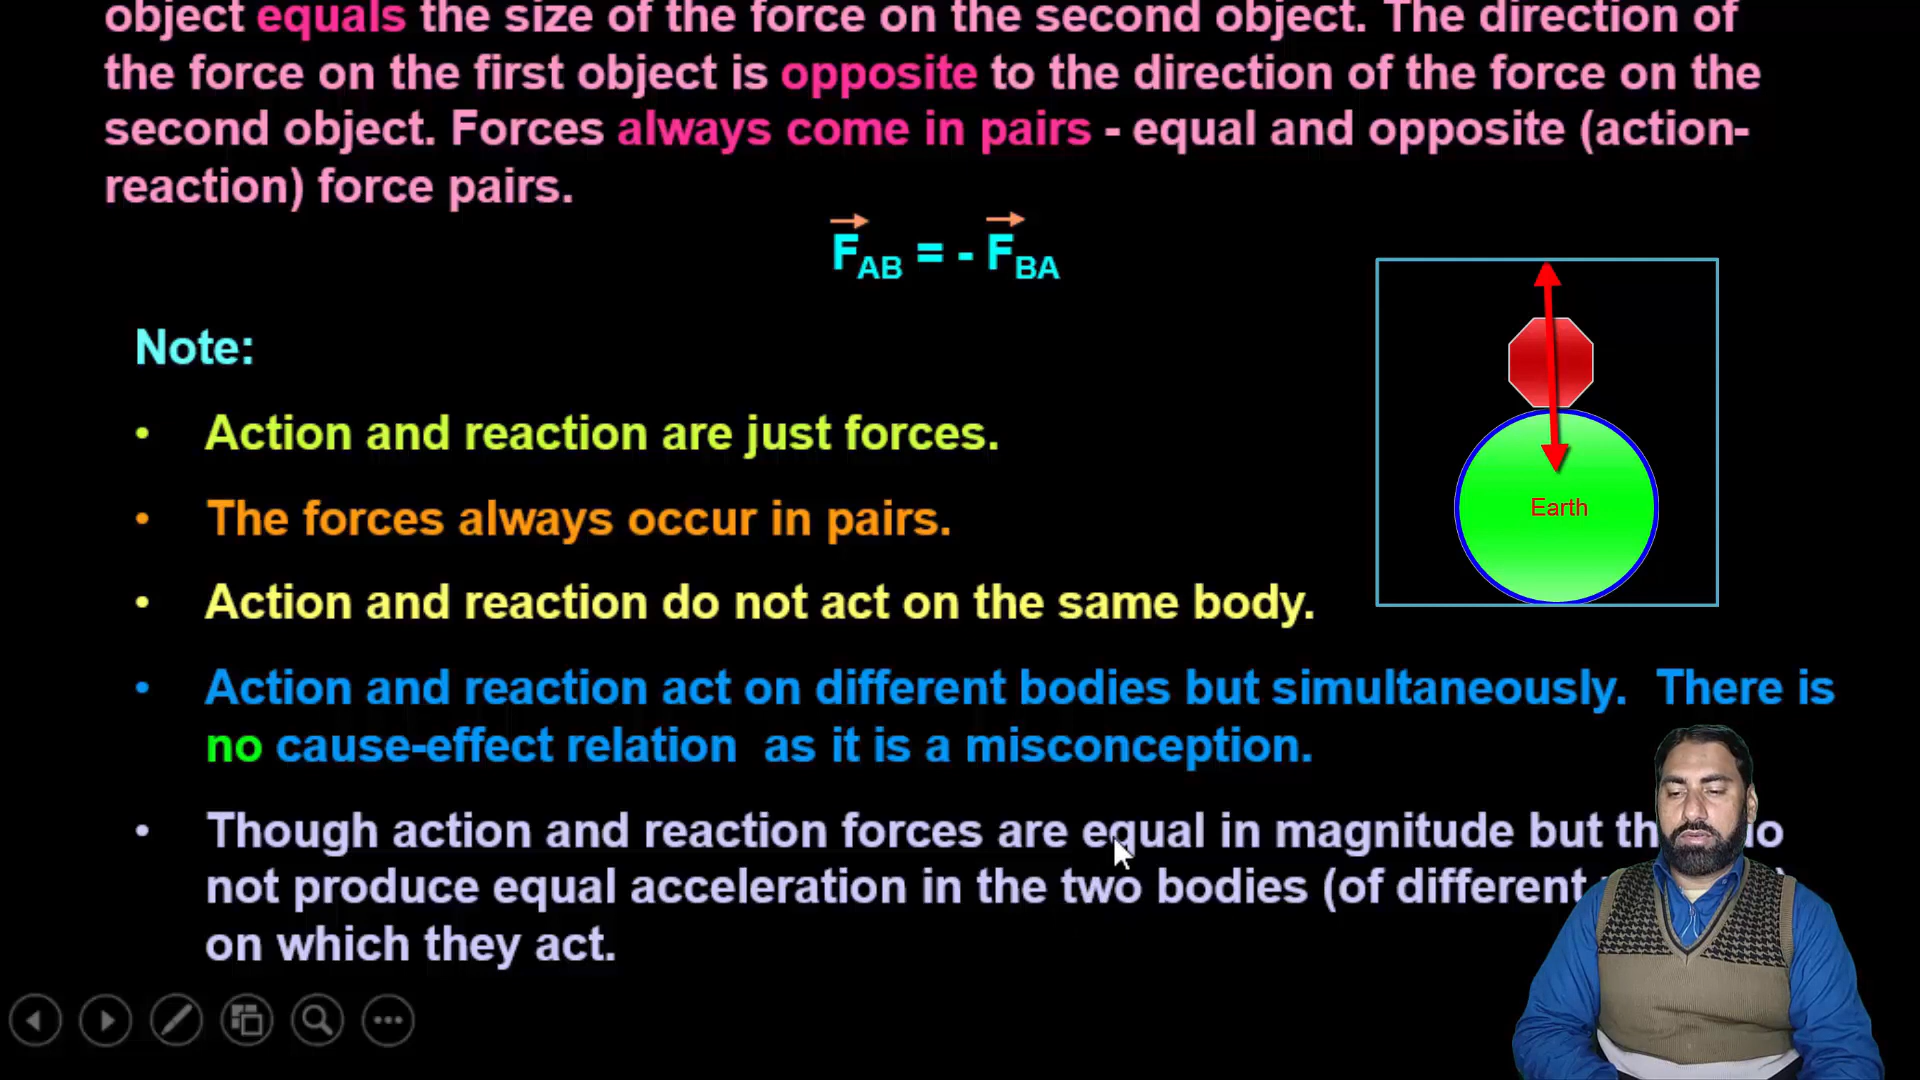 object equals the size of the force on the second object. The direction of
the force on the first object is opposite to the direction of the force on the
second object. Forces always come in pairs - equal and opposite (action-
reaction) force pairs.
F_AB = - F_BA
Note:
• Action and reaction are just forces.
• The forces always occur in pairs.
• Action and reaction do not act on the same body.
Earth
• Action and reaction act on different bodies but simultaneously. There is
no cause-effect relation as it is a misconception.
• Though action and reaction forces are equal in magnitude but
not produce equal acceleration in the two bodies (of different
on which they act.